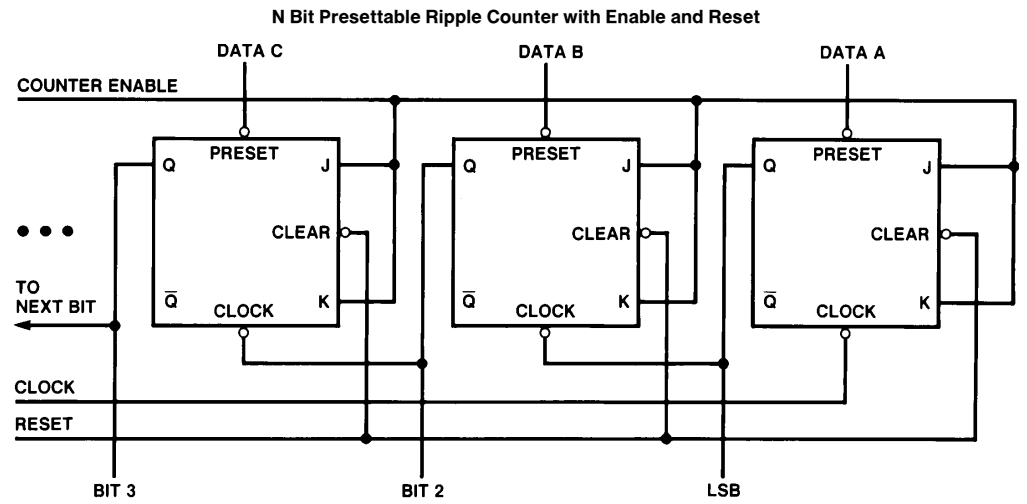 N Bit Presettable Ripple Counter with Enable and Reset
DATA C DATA B DATA A
COUNTER ENABLE
PRESET PRESET PRESET
Q J Q J Q J
CLEAR CLEAR CLEAR
TO
NEXT BIT
Q̅ K Q̅ K Q̅ K
CLOCK CLOCK CLOCK
CLOCK
RESET
BIT 3 BIT 2 LSB